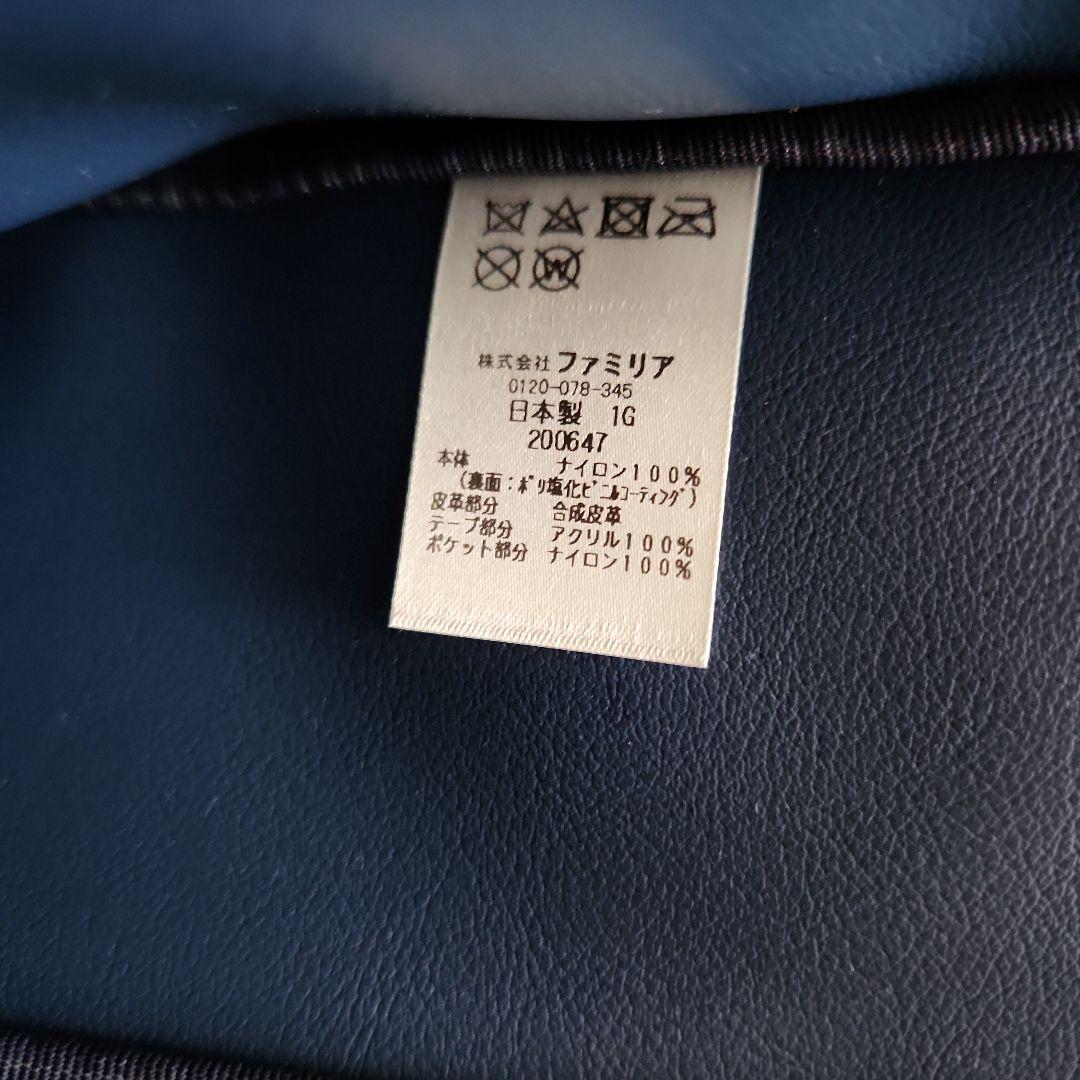 株式会社 ファミリア
0120-078-345
日本製 1G
200647
本体 ナイロン100%
(裏面:ポリ塩化ビニルコーティング)
皮革部分 合成皮革
テープ部分 アクリル100%
ポケット部分 ナイロン100%